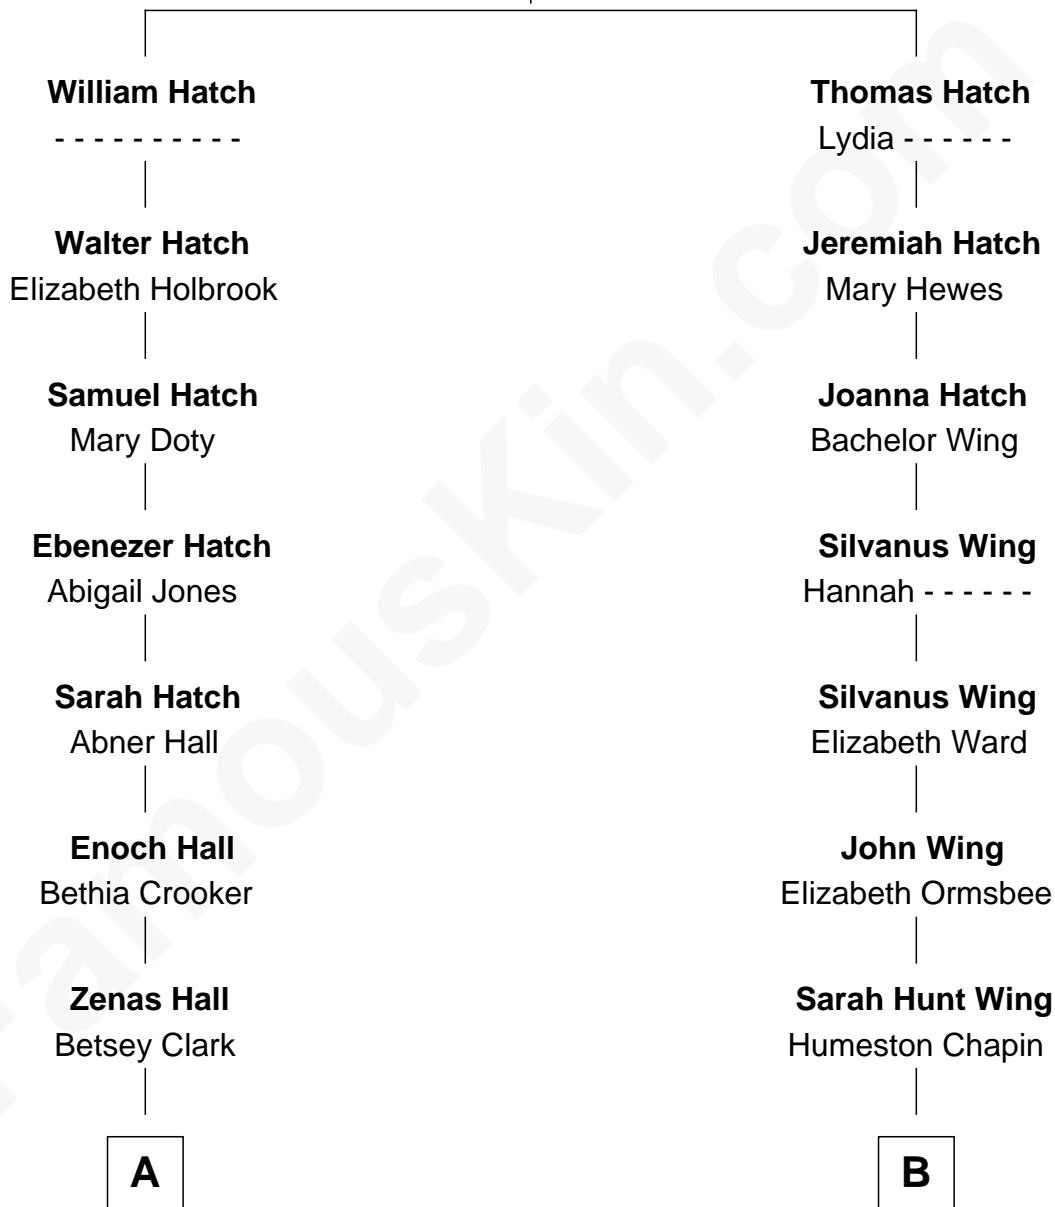 William Hatch
- - - - - - - - - -
Walter Hatch
Elizabeth Holbrook
Samuel Hatch
Mary Doty
Ebenezer Hatch
Abigail Jones
Sarah Hatch
Abner Hall
Enoch Hall
Bethia Crooker
Zenas Hall
Betsey Clark
A
Thomas Hatch
Lydia - - - - - -
Jeremiah Hatch
Mary Hewes
Joanna Hatch
Bachelor Wing
Silvanus Wing
Hannah - - - - - -
Silvanus Wing
Elizabeth Ward
John Wing
Elizabeth Ormsbee
Sarah Hunt Wing
Humeston Chapin
B
FamousKin.com